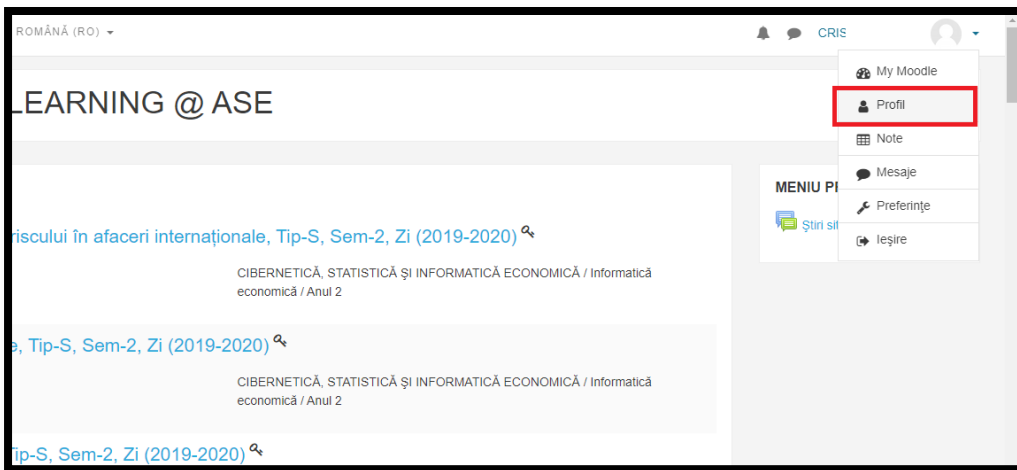 ROMÂNĂ (RO)
CRIS
My Moodle
Profil
Note
Mesaje
Preferințe
Ieșire
LEARNING @ ASE
MENIU
Știri
riscului în afaceri internaționale, Tip-S, Sem-2, Zi (2019-2020)
CIBERNETICĂ, STATISTICĂ ŞI INFORMATICĂ ECONOMICĂ / Informatică
economică / Anul 2
e, Tip-S, Sem-2, Zi (2019-2020)
CIBERNETICĂ, STATISTICĂ ŞI INFORMATICĂ ECONOMICĂ / Informatică
economică / Anul 2
Tip-S, Sem-2, Zi (2019-2020)